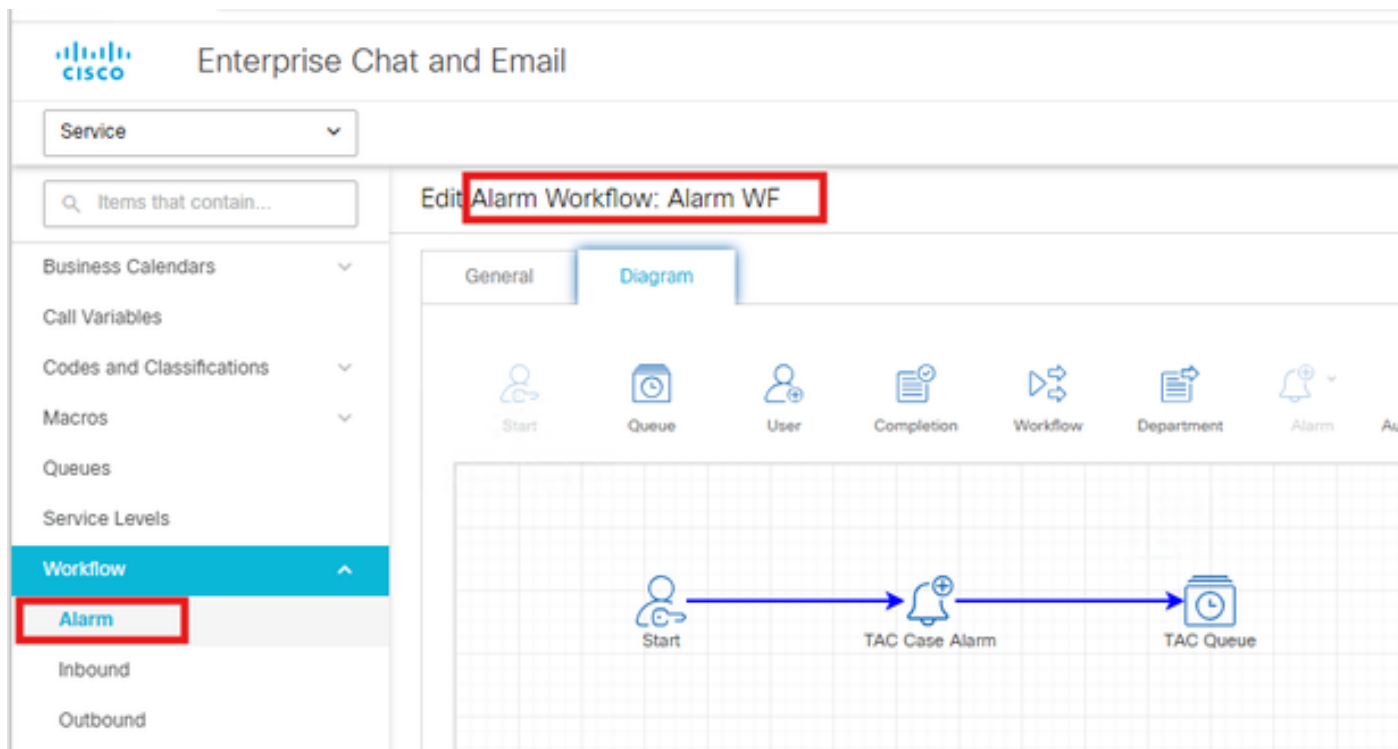 CISCO
Enterprise Chat and Email
Service
Items that contain...
Edit Alarm Workflow: Alarm WF
Business Calendars
General
Diagram
Call Variables
Codes and Classifications
Macros
Start
Queue
User
Completion
Workflow
Department
Alarm
Queues
Service Levels
Workflow
Alarm
Start
TAC Case Alarm
TAC Queue
Inbound
Outbound